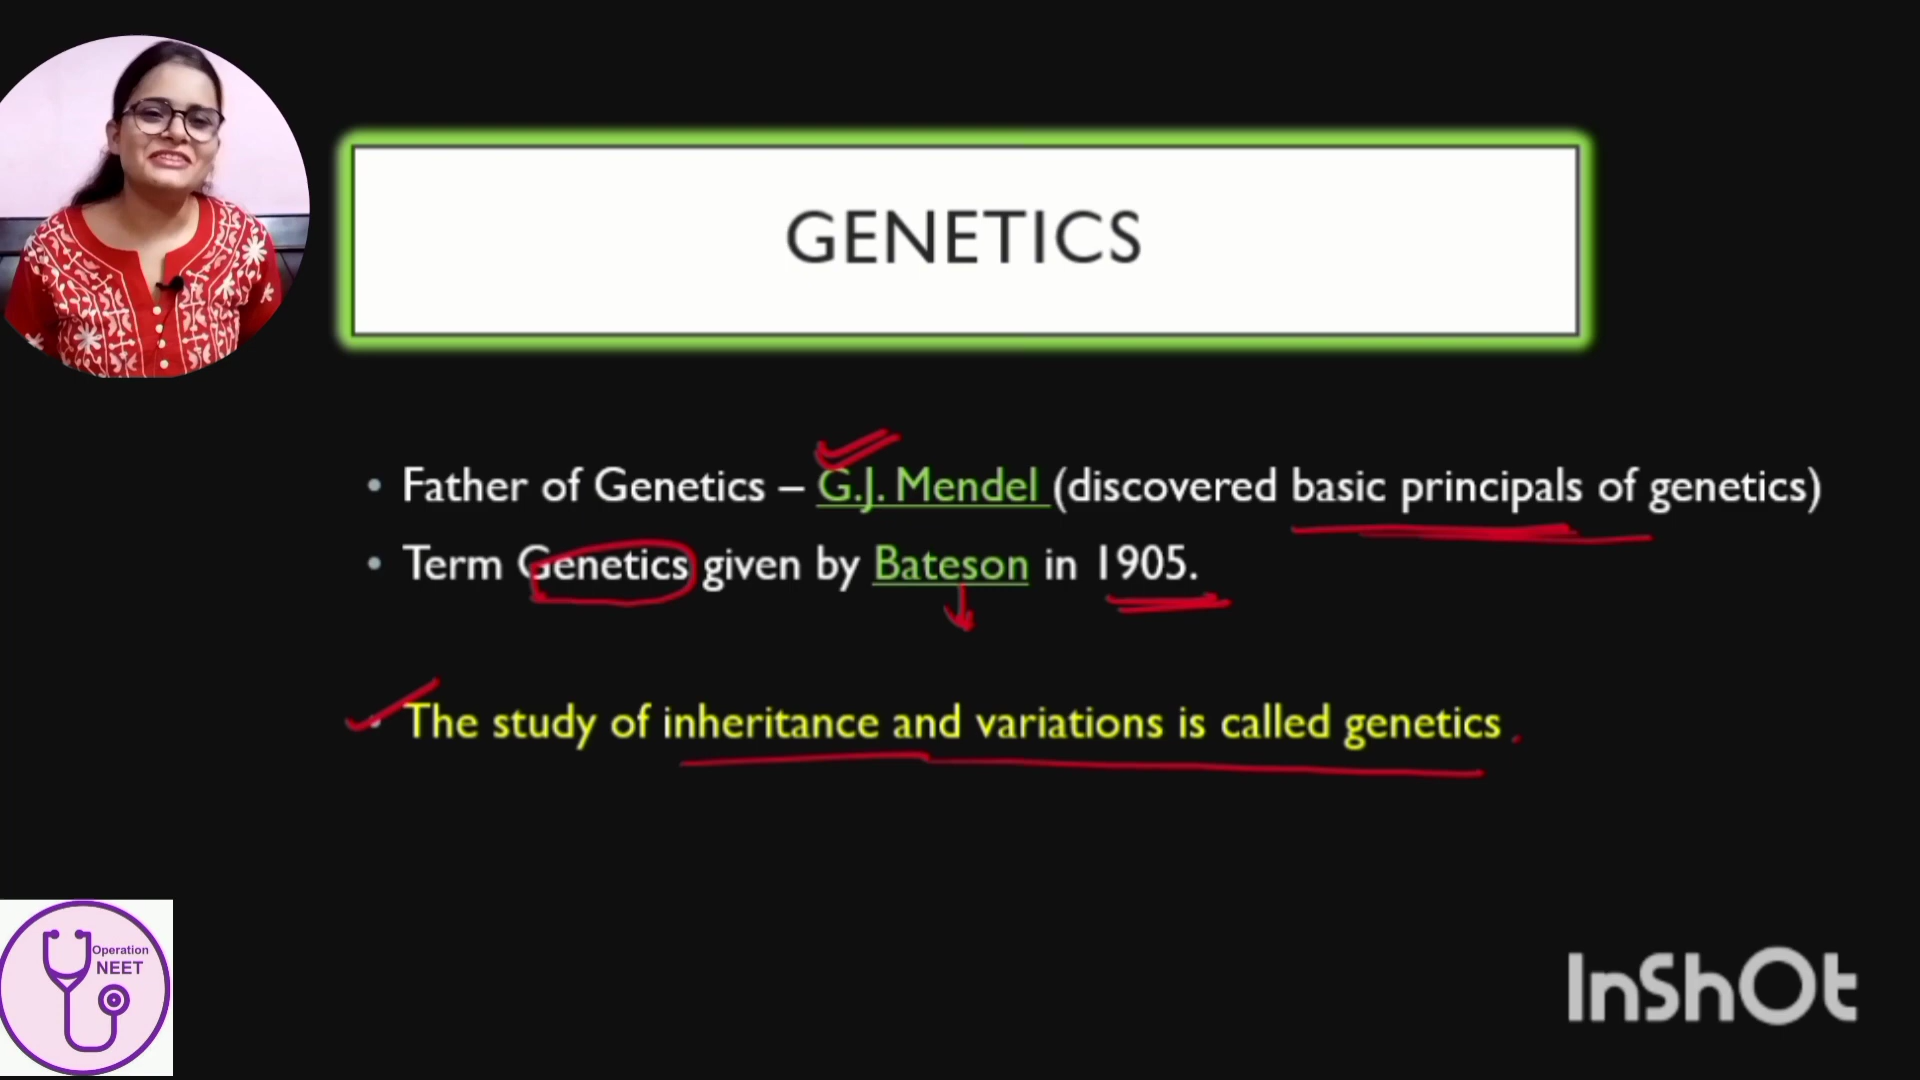 GENETICS
• Father of Genetics – G.J. Mendel (discovered basic principals of genetics)
• Term Genetics given by Bateson in 1905.
• The study of inheritance and variations is called genetics .
Operation
NEET
InShOt